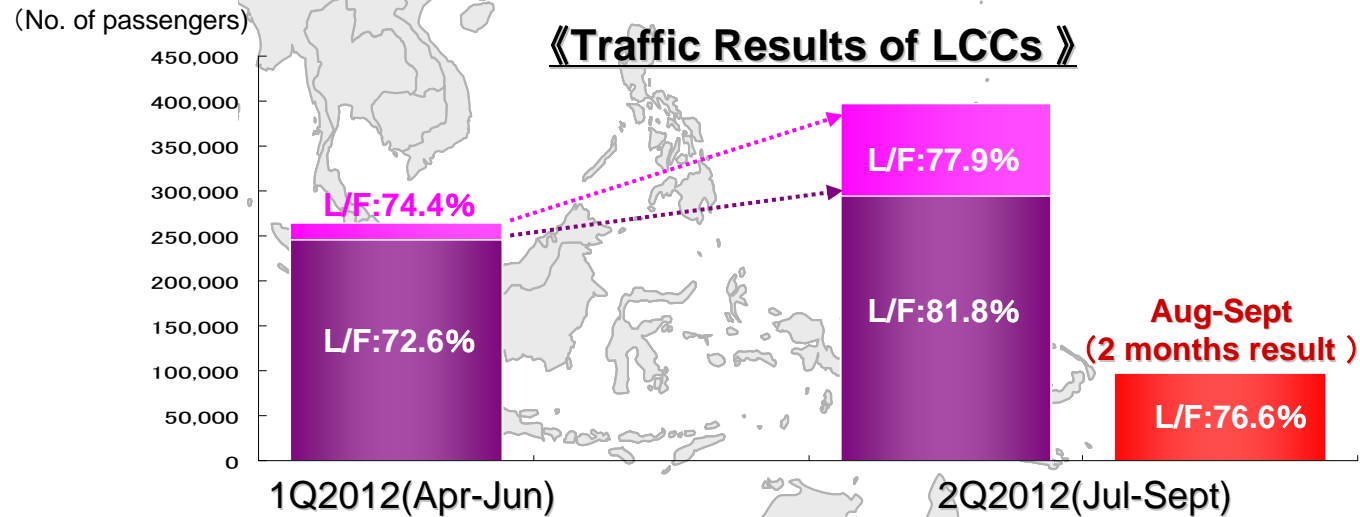 （No. of passengers)
《Traffic Results of LCCs 》
450,000
400,000
350,000
300,000
250,000
200,000
150,000
100,000
50,000
0
L/F:74.4%
L/F:72.6%
L/F:77.9%
L/F:81.8%
Aug-Sept
（2 months result ）
L/F:76.6%
1Q2012(Apr-Jun)
2Q2012(Jul-Sept)